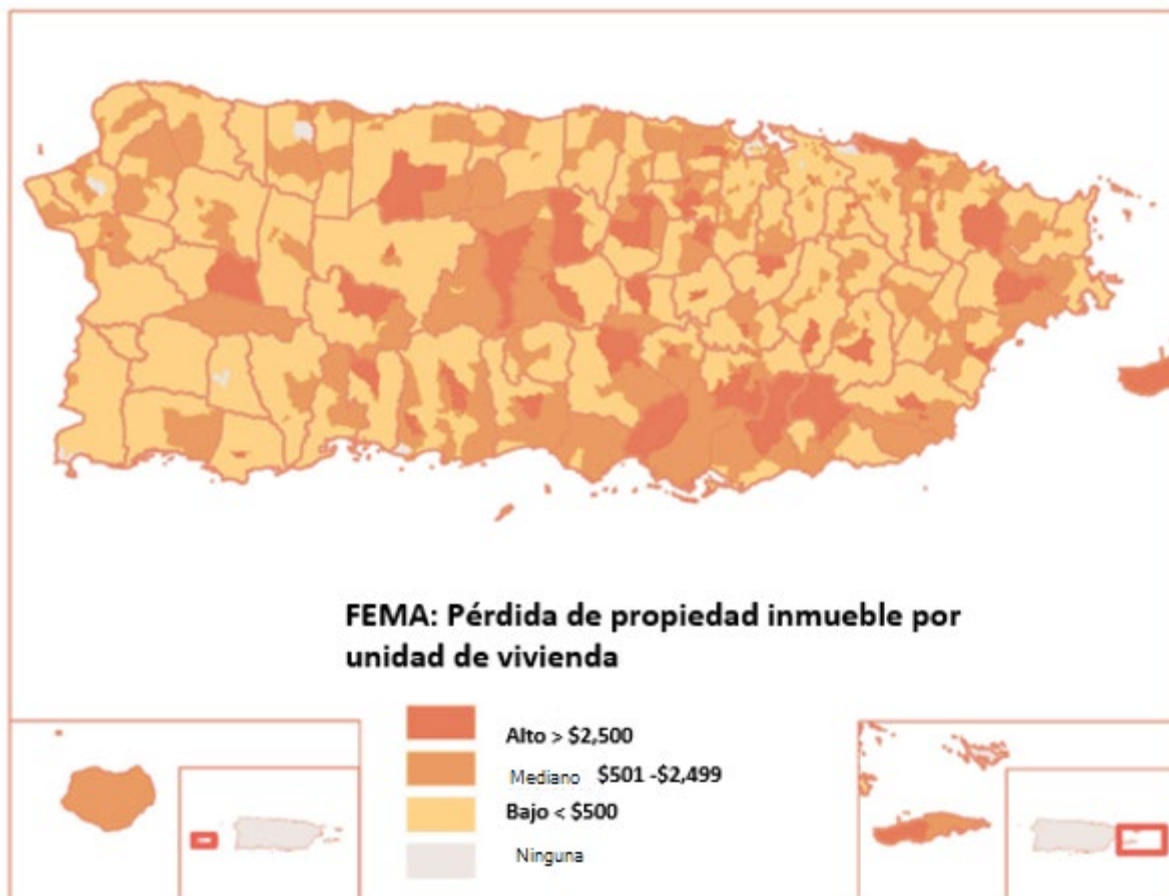 FEMA: Pérdida de propiedad inmueble por
unidad de vivienda
Alto > $2,500
Mediano $501 -$2,499
Bajo < $500
Ninguna